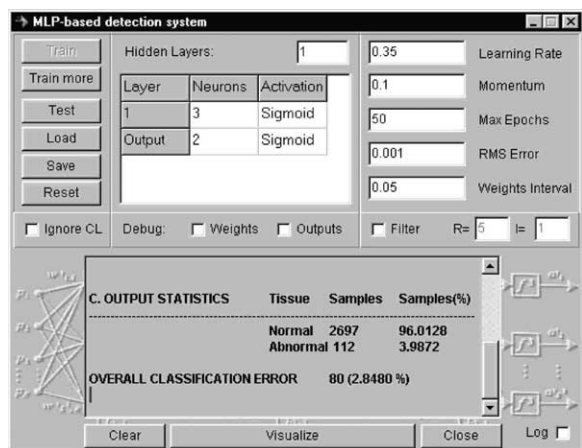 MLP-based detection system
Train
Train more
Test
Load
Save
Reset
Hidden Layers: 1
Layer Neurons Activation
1 3 Sigmoid
Output 2 Sigmoid
0.35 Learning Rate
0.1 Momentum
50 Max Epochs
0.001 RMS Error
0.05 Weights Interval
Ignore CL Debug: Weights Outputs Filter R= 5 I= 1
C. OUTPUT STATISTICS Tissue Samples Samples(%)
Normal 2697 96.0128
Abnormal 112 3.9872
OVERALL CLASSIFICATION ERROR 80 (2.8480 %)
Clear Visualize Close Log